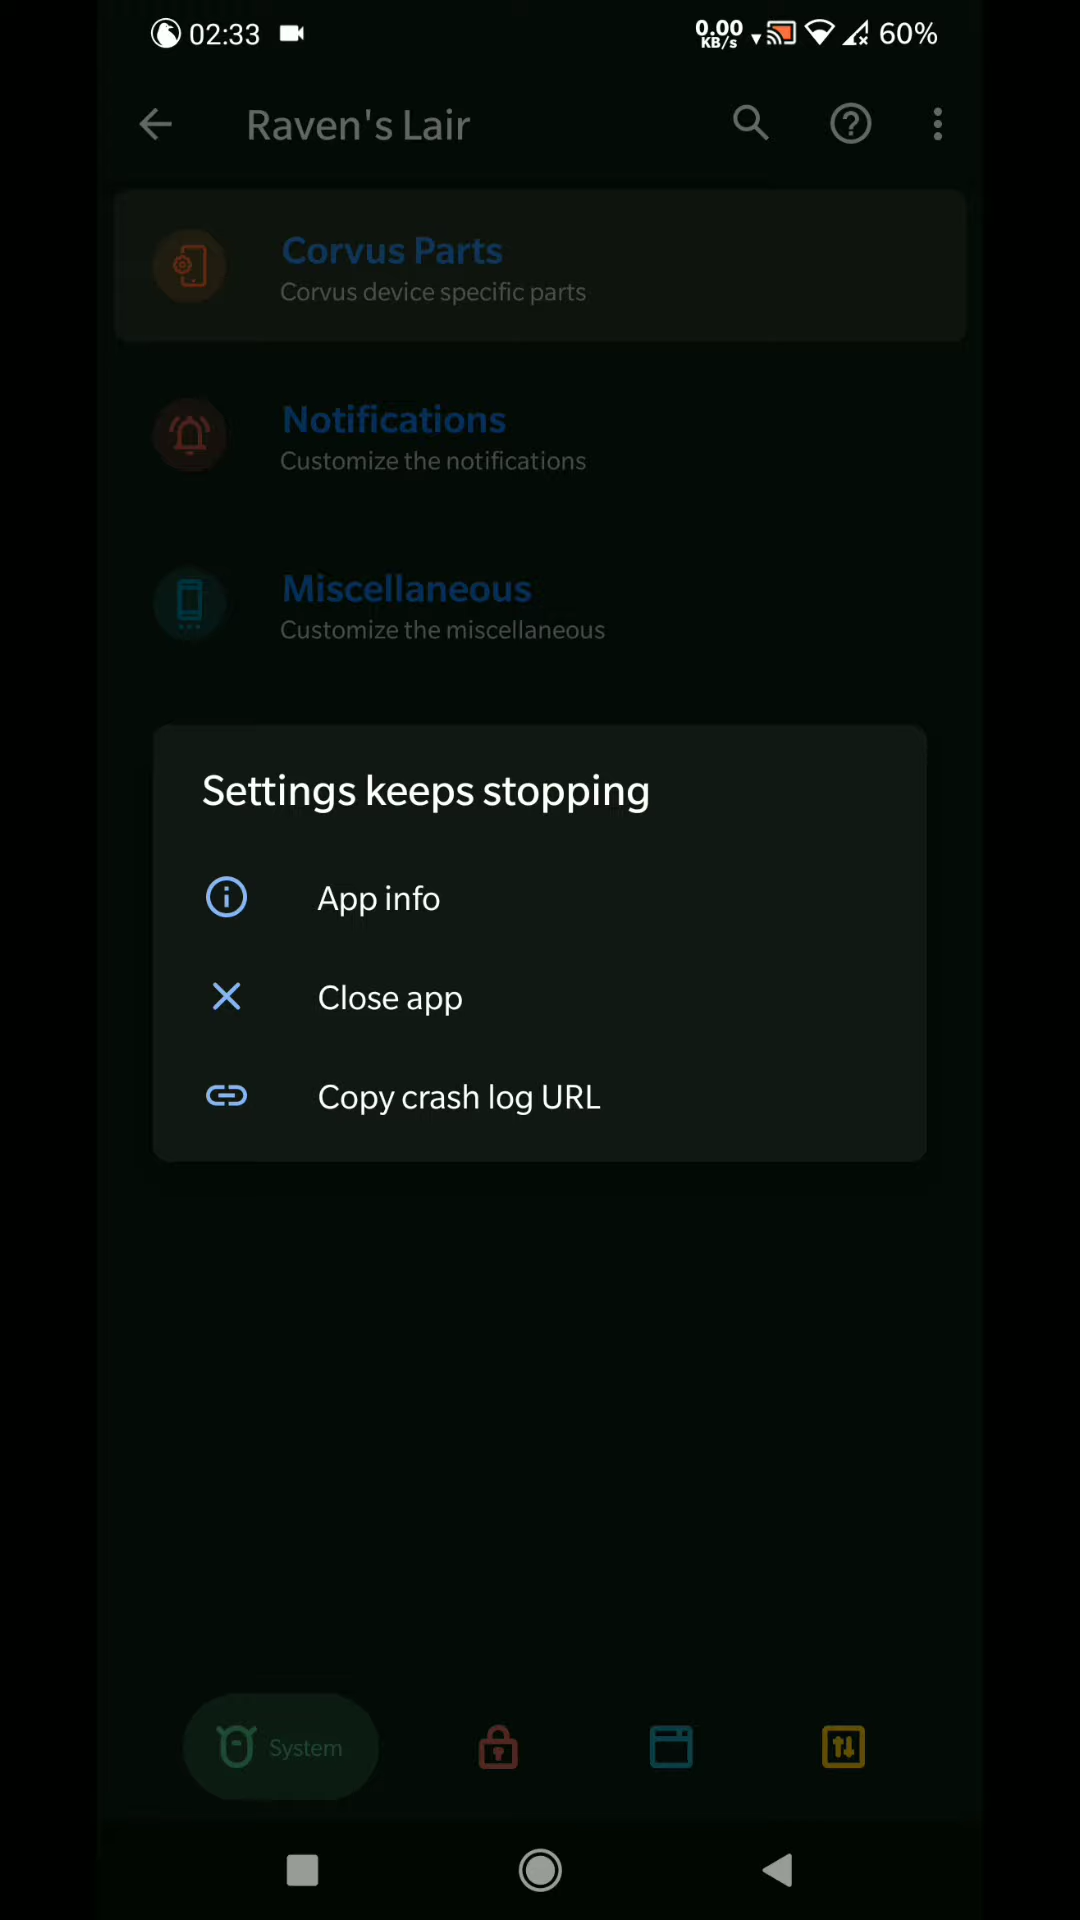 02:33 0.00 KB/s 60%
Raven's Lair
Corvus Parts
Corvus device specific parts
Notifications
Customize the notifications
Miscellaneous
Customize the miscellaneous
Settings keeps stopping
App info
Close app
Copy crash log URL
System